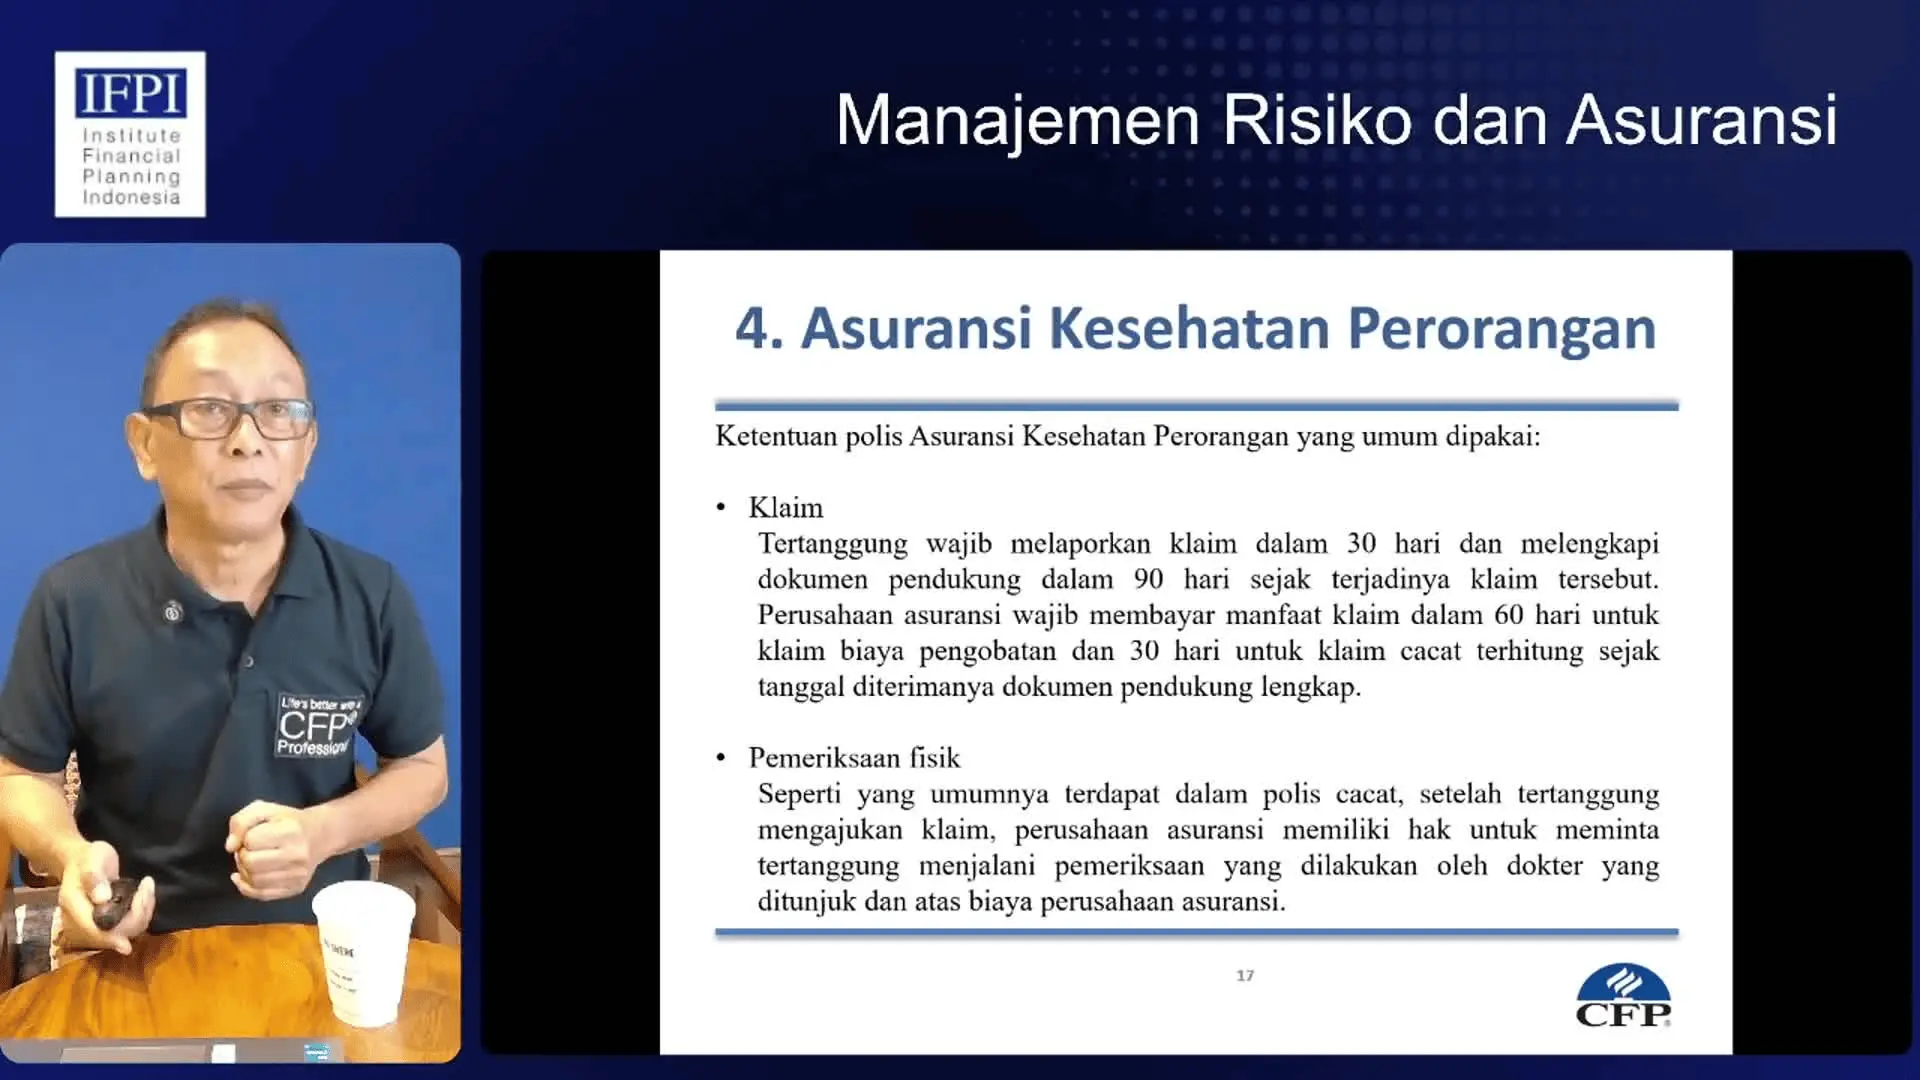 IFPI
Institute
Financial
Planning
Indonesia
Manajemen Risiko dan Asuransi
4. Asuransi Kesehatan Perorangan
Ketentuan polis Asuransi Kesehatan Perorangan yang umum dipakai:
• Klaim
Tertanggung wajib melaporkan klaim dalam 30 hari dan melengkapi
dokumen pendukung dalam 90 hari sejak terjadinya klaim tersebut.
Perusahaan asuransi wajib membayar manfaat klaim dalam 60 hari untuk
klaim biaya pengobatan dan 30 hari untuk klaim cacat terhitung sejak
tanggal diterimanya dokumen pendukung lengkap.
• Pemeriksaan fisik
Seperti yang umumnya terdapat dalam polis cacat, setelah tertanggung
mengajukan klaim, perusahaan asuransi memiliki hak untuk meminta
tertanggung menjalani pemeriksaan yang dilakukan oleh dokter yang
ditunjuk dan atas biaya perusahaan asuransi.
17
CFP®
Life's better with a
CFP®
Professional